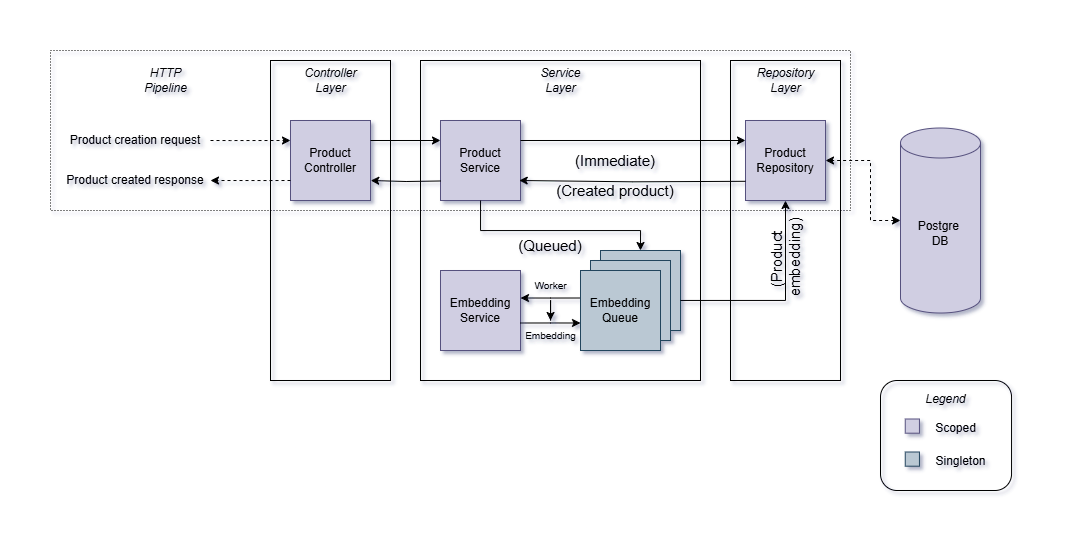 HTTP
Pipeline
Controller
Layer
Service
Layer
Repository
Layer
Product creation request
Product created response
Product
Controller
Product
Service
(Immediate)
(Created product)
Product
Repository
Postgre
DB
(Queued)
(Product
embedding)
Embedding
Service
Worker
Embedding
Embedding
Queue
Legend
Scoped
Singleton